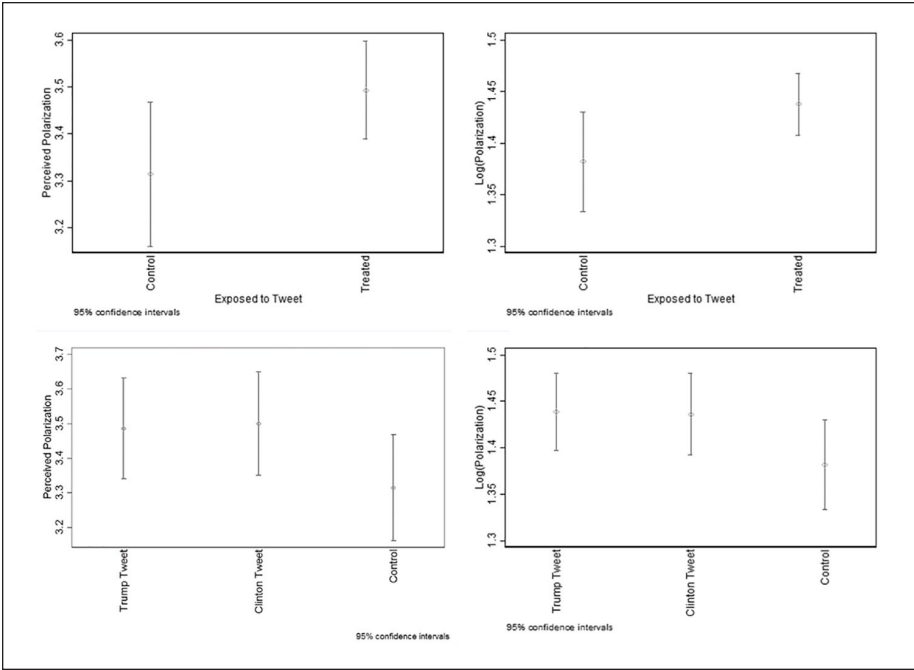 Perceived Polarization
3.6
3.5
3.4
3.3
3.2
Control
Treated
Exposed to Tweet
95% confidence intervals
Log(Polarization)
1.5
1.45
1.4
1.35
1.3
Control
Treated
Exposed to Tweet
95% confidence intervals
Perceived Polarization
3.7
3.6
3.5
3.4
3.3
3.2
Trump Tweet
Clinton Tweet
Control
95% confidence intervals
Log(Polarization)
1.5
1.45
1.4
1.35
1.3
Trump Tweet
Clinton Tweet
Control
95% confidence intervals